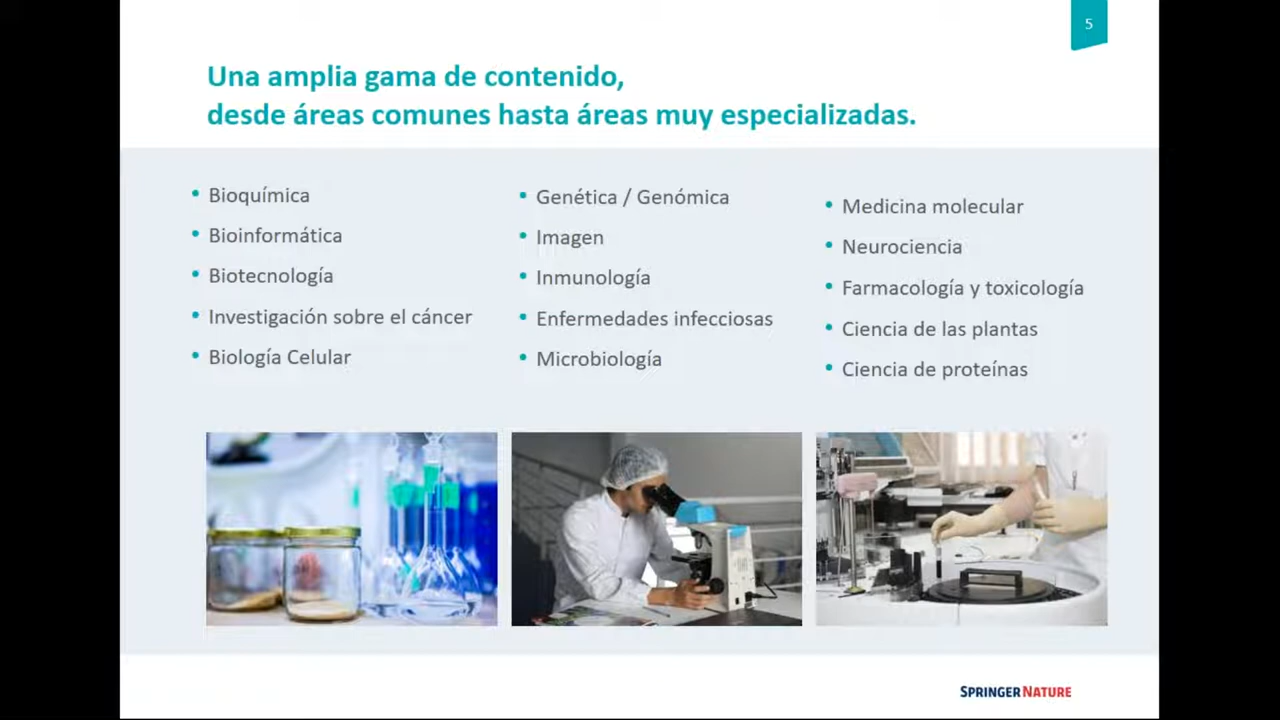 5
Una amplia gama de contenido,
desde áreas comunes hasta áreas muy especializadas.
• Bioquímica
• Bioinformática
• Biotecnología
• Investigación sobre el cáncer
• Biología Celular
• Genética / Genómica
• Imagen
• Inmunología
• Enfermedades infecciosas
• Microbiología
• Medicina molecular
• Neurociencia
• Farmacología y toxicología
• Ciencia de las plantas
• Ciencia de proteínas
SPRINGER NATURE